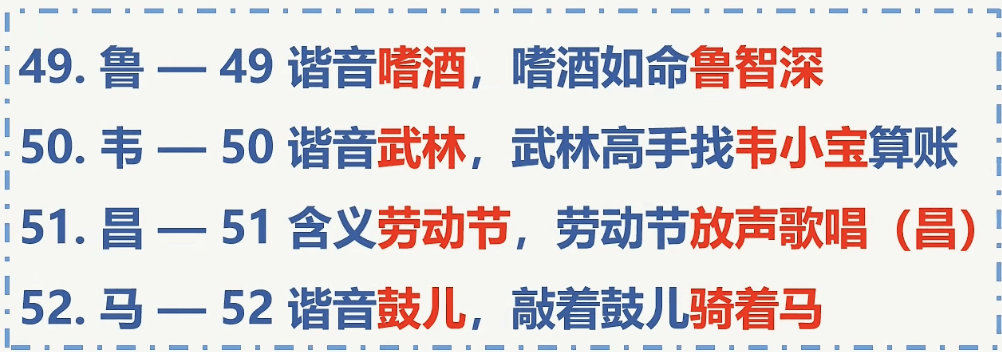 49. 鲁 — 49 谐音嗜酒，嗜酒如命鲁智深
50. 韦 — 50 谐音武林，武林高手找韦小宝算账
51. 昌 — 51 含义劳动节，劳动节放声歌唱（昌）
52. 马 — 52 谐音鼓儿，敲着鼓儿骑着马